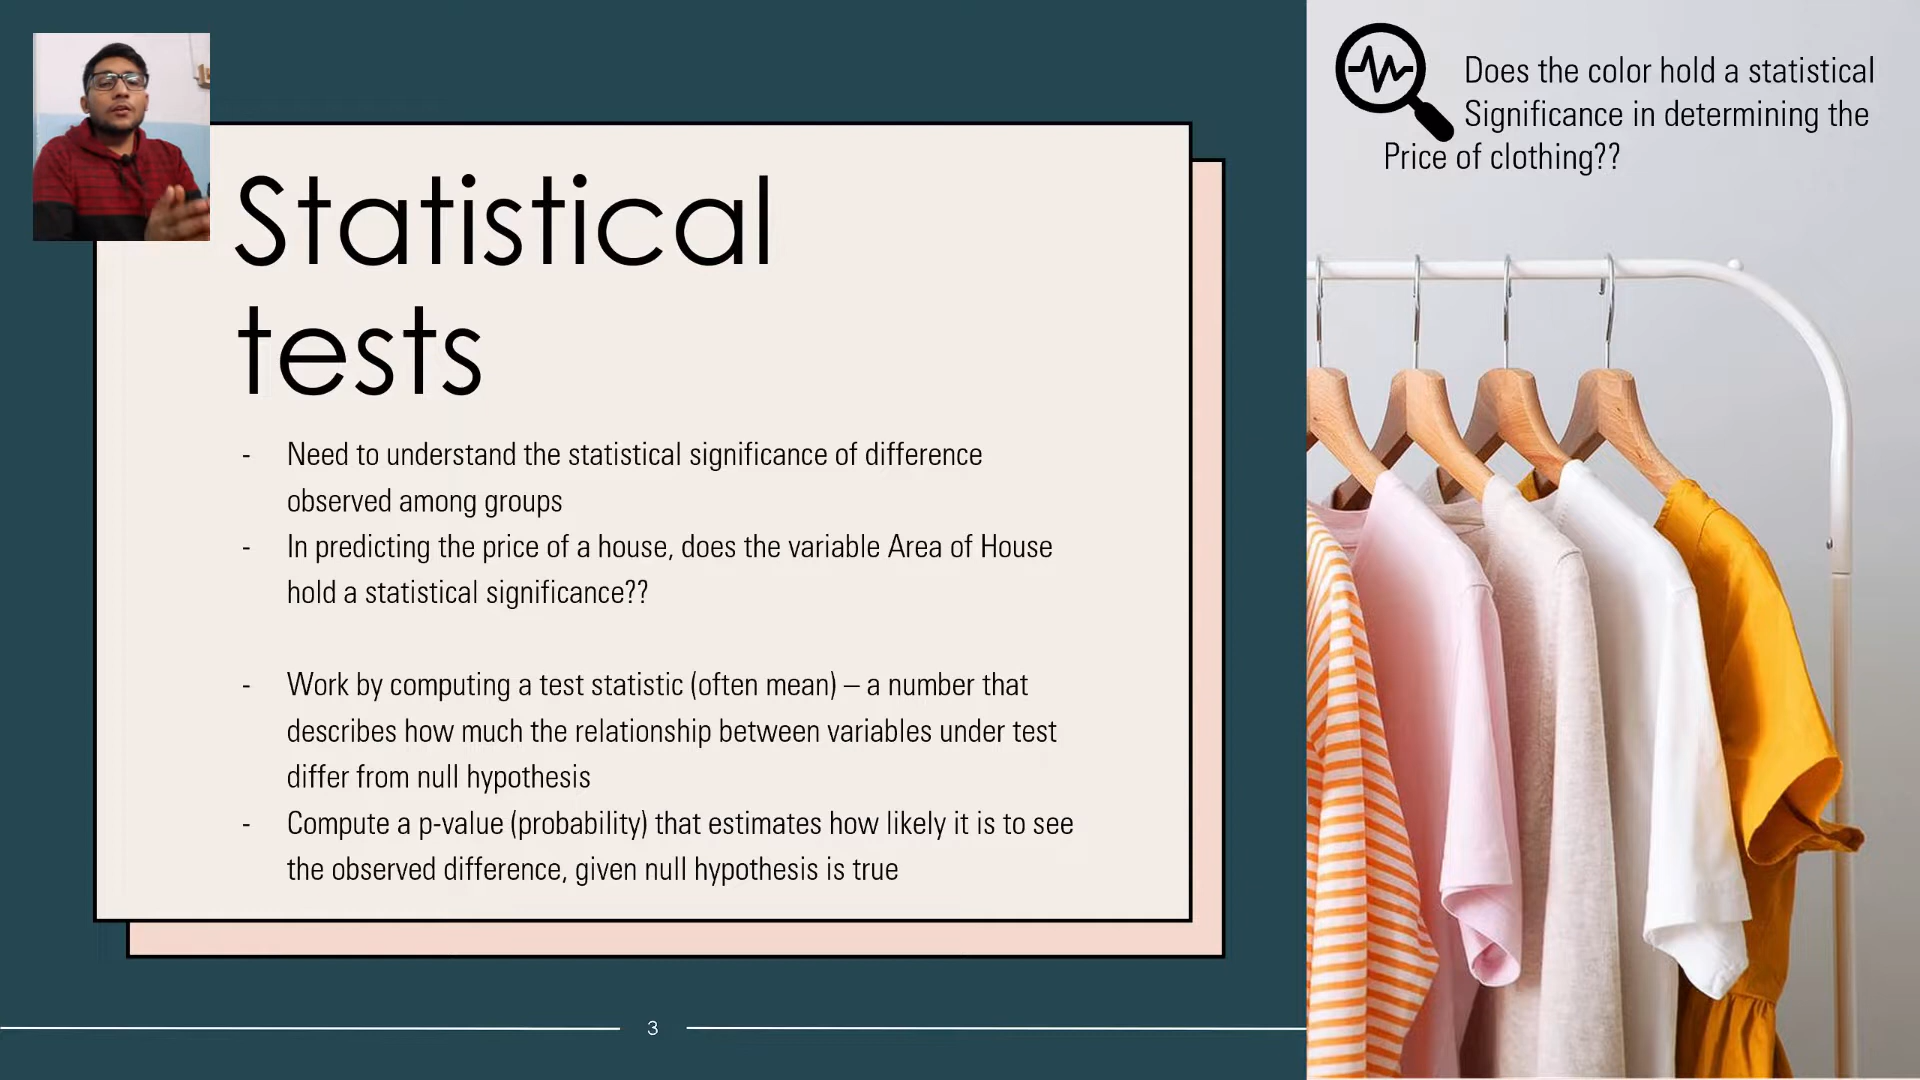 Does the color hold a statistical
Significance in determining the
Price of clothing??
Statistical
tests
- Need to understand the statistical significance of difference
observed among groups
- In predicting the price of a house, does the variable Area of House
hold a statistical significance??
- Work by computing a test statistic (often mean) – a number that
describes how much the relationship between variables under test
differ from null hypothesis
- Compute a p-value (probability) that estimates how likely it is to see
the observed difference, given null hypothesis is true
3